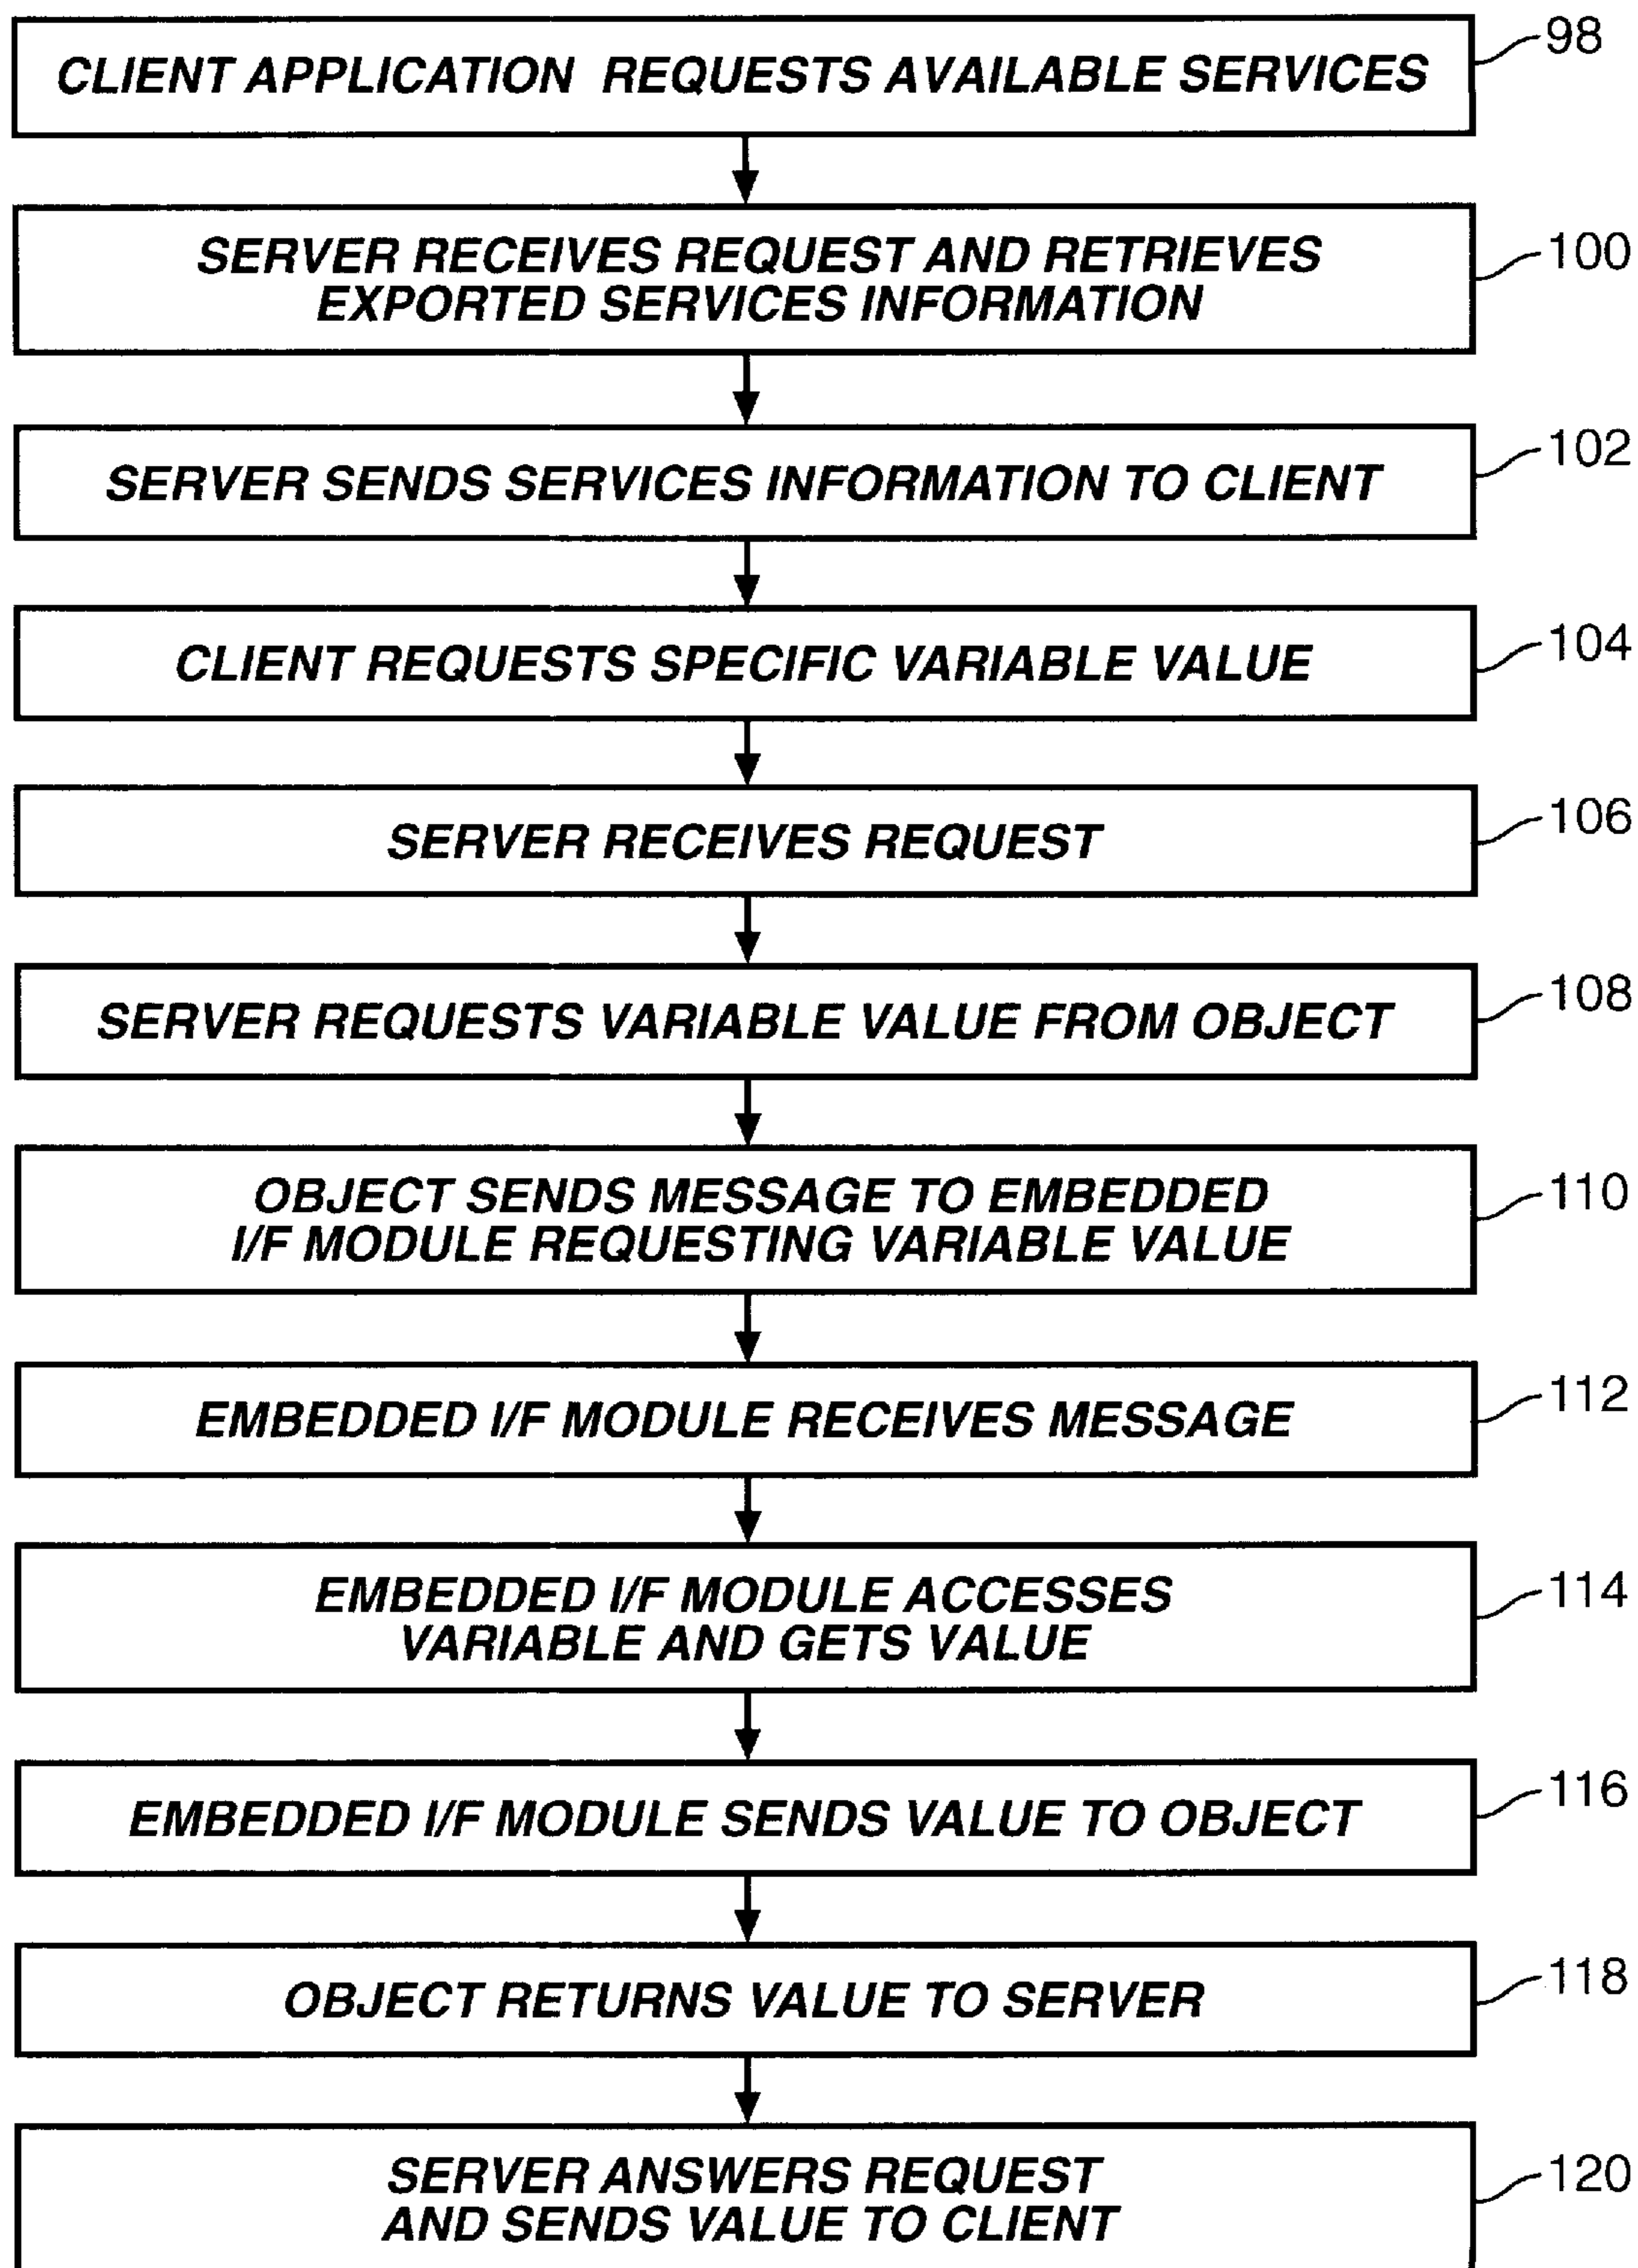 CLIENT APPLICATION REQUESTS AVAILABLE SERVICES
98
SERVER RECEIVES REQUEST AND RETRIEVES
EXPORTED SERVICES INFORMATION
100
SERVER SENDS SERVICES INFORMATION TO CLIENT
102
CLIENT REQUESTS SPECIFIC VARIABLE VALUE
104
SERVER RECEIVES REQUEST
106
SERVER REQUESTS VARIABLE VALUE FROM OBJECT
108
OBJECT SENDS MESSAGE TO EMBEDDED
I/F MODULE REQUESTING VARIABLE VALUE
110
EMBEDDED I/F MODULE RECEIVES MESSAGE
112
EMBEDDED I/F MODULE ACCESSES
VARIABLE AND GETS VALUE
114
EMBEDDED I/F MODULE SENDS VALUE TO OBJECT
116
OBJECT RETURNS VALUE TO SERVER
118
SERVER ANSWERS REQUEST
AND SENDS VALUE TO CLIENT
120